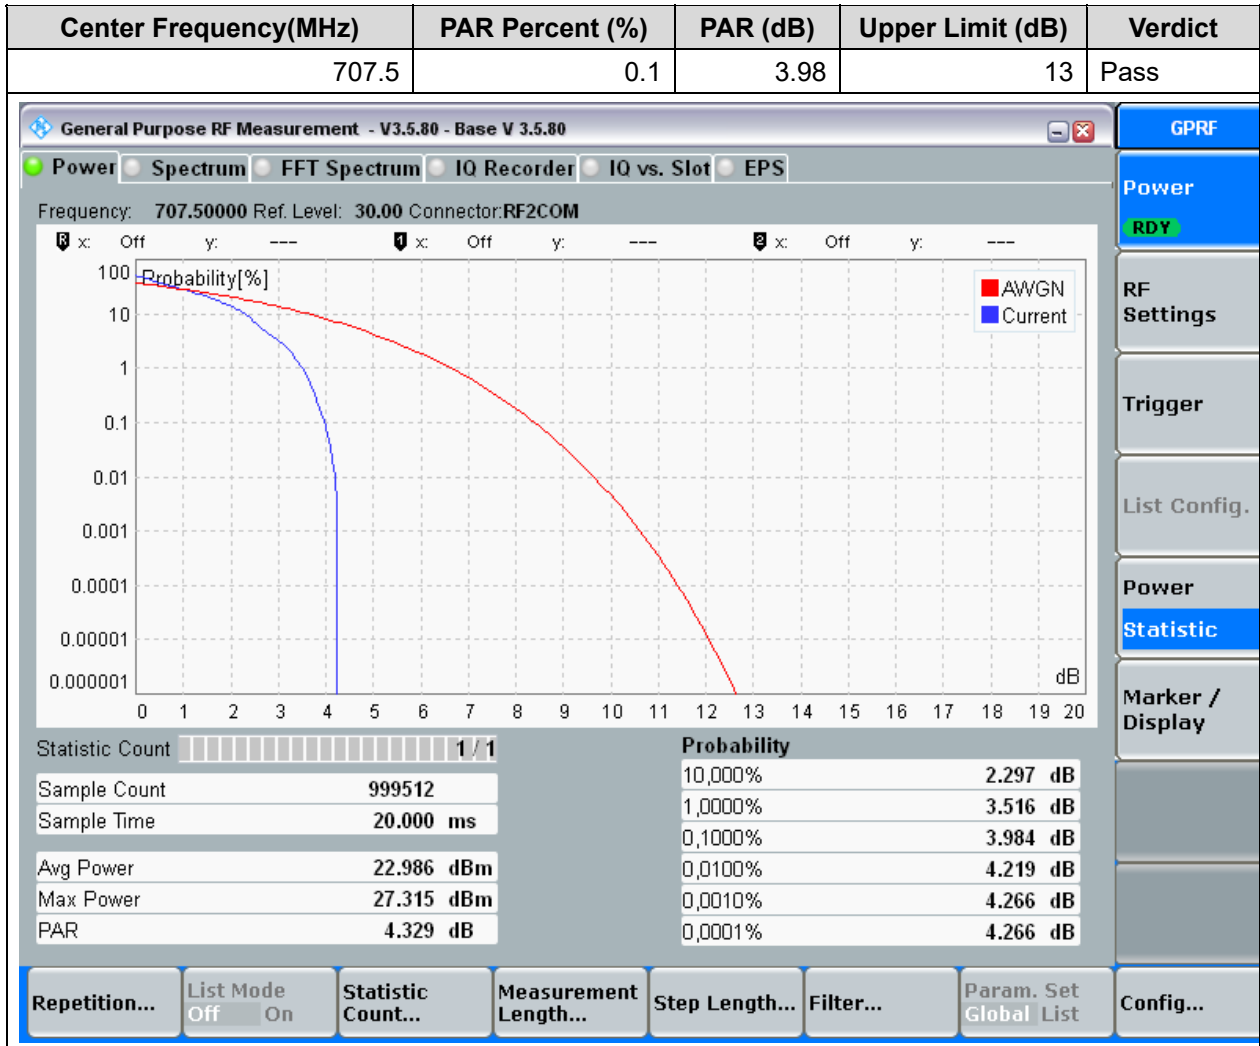 Center Frequency(MHz) PAR Percent (%) PAR (dB) Upper Limit (dB) Verdict
707.5 0.1 3.98 13 Pass
General Purpose RF Measurement - V3.5.80 - Base V 3.5.80
GPRF
Power Spectrum FFT Spectrum IQ Recorder IQ vs. Slot EPS
Frequency: 707.50000 Ref. Level: 30.00 Connector:RF2COM
R x: Off y: --- 1 x: Off y: --- 2 x: Off y: ---
Probability[%]
AWGN
Current
100
10
1
0.1
0.01
0.001
0.0001
0.00001
0.000001
dB
0 1 2 3 4 5 6 7 8 9 10 11 12 13 14 15 16 17 18 19 20
Statistic Count 1 / 1
Sample Count 999512
Sample Time 20.000 ms
Avg Power 22.986 dBm
Max Power 27.315 dBm
PAR 4.329 dB
Probability
10,000% 2.297 dB
1,0000% 3.516 dB
0,1000% 3.984 dB
0,0100% 4.219 dB
0,0010% 4.266 dB
0,0001% 4.266 dB
Power
RDY
RF
Settings
Trigger
List Config.
Power
Statistic
Marker /
Display
Repetition...
List Mode
Off On
Statistic
Count...
Measurement
Length...
Step Length...
Filter...
Param. Set
Global List
Config...